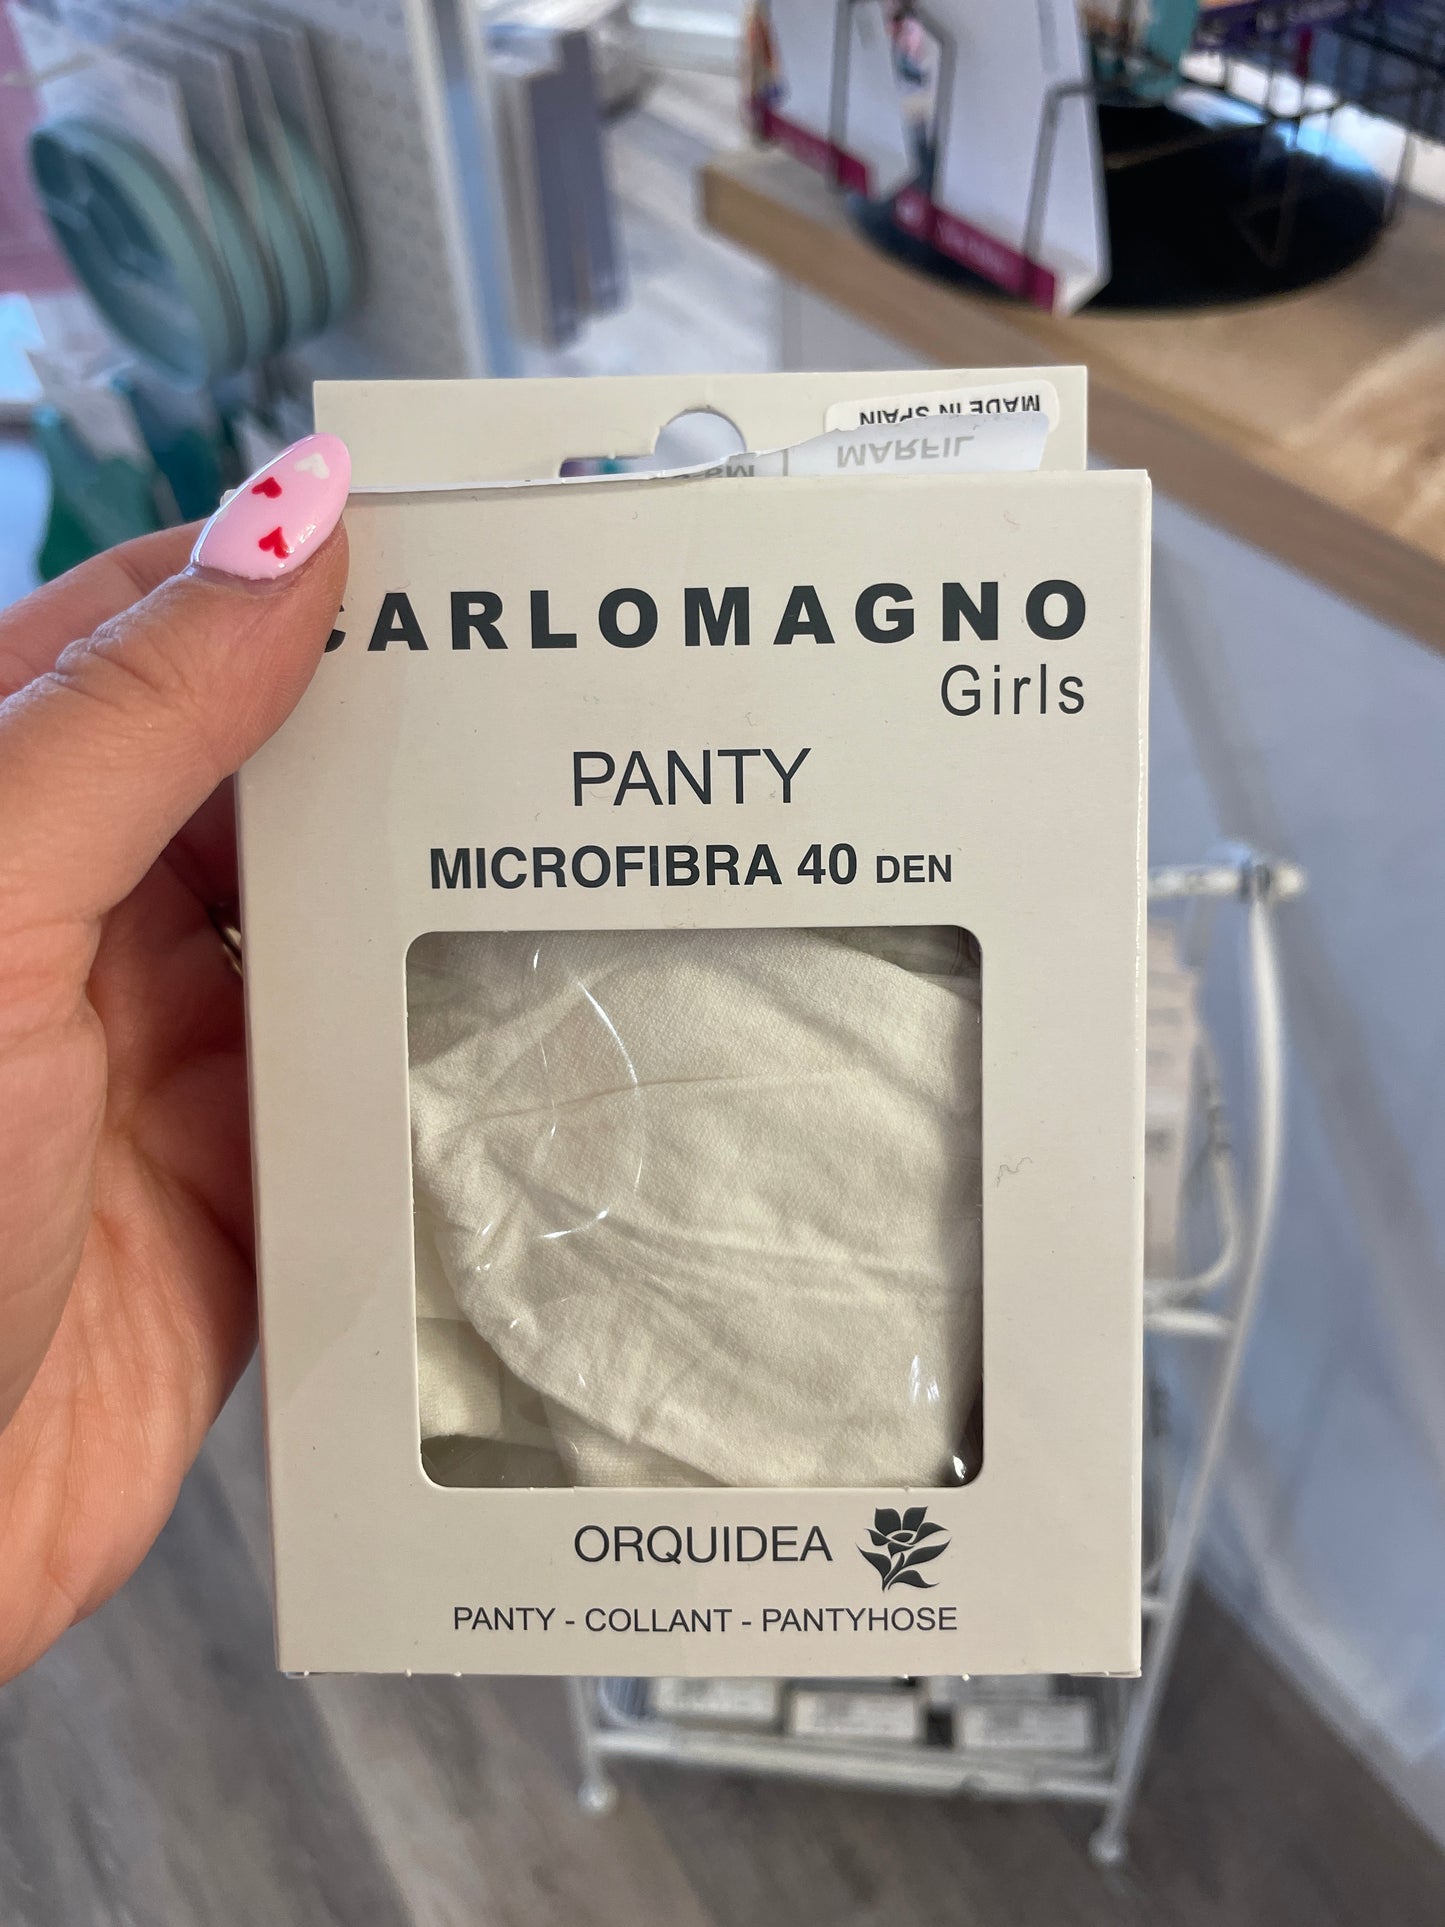 MADE IN SPAIN
MARFIL
CARLOMAGNO
Girls
PANTY
MICROFIBRA 40 DEN
ORQUIDEA
PANTY - COLLANT - PANTYHOSE